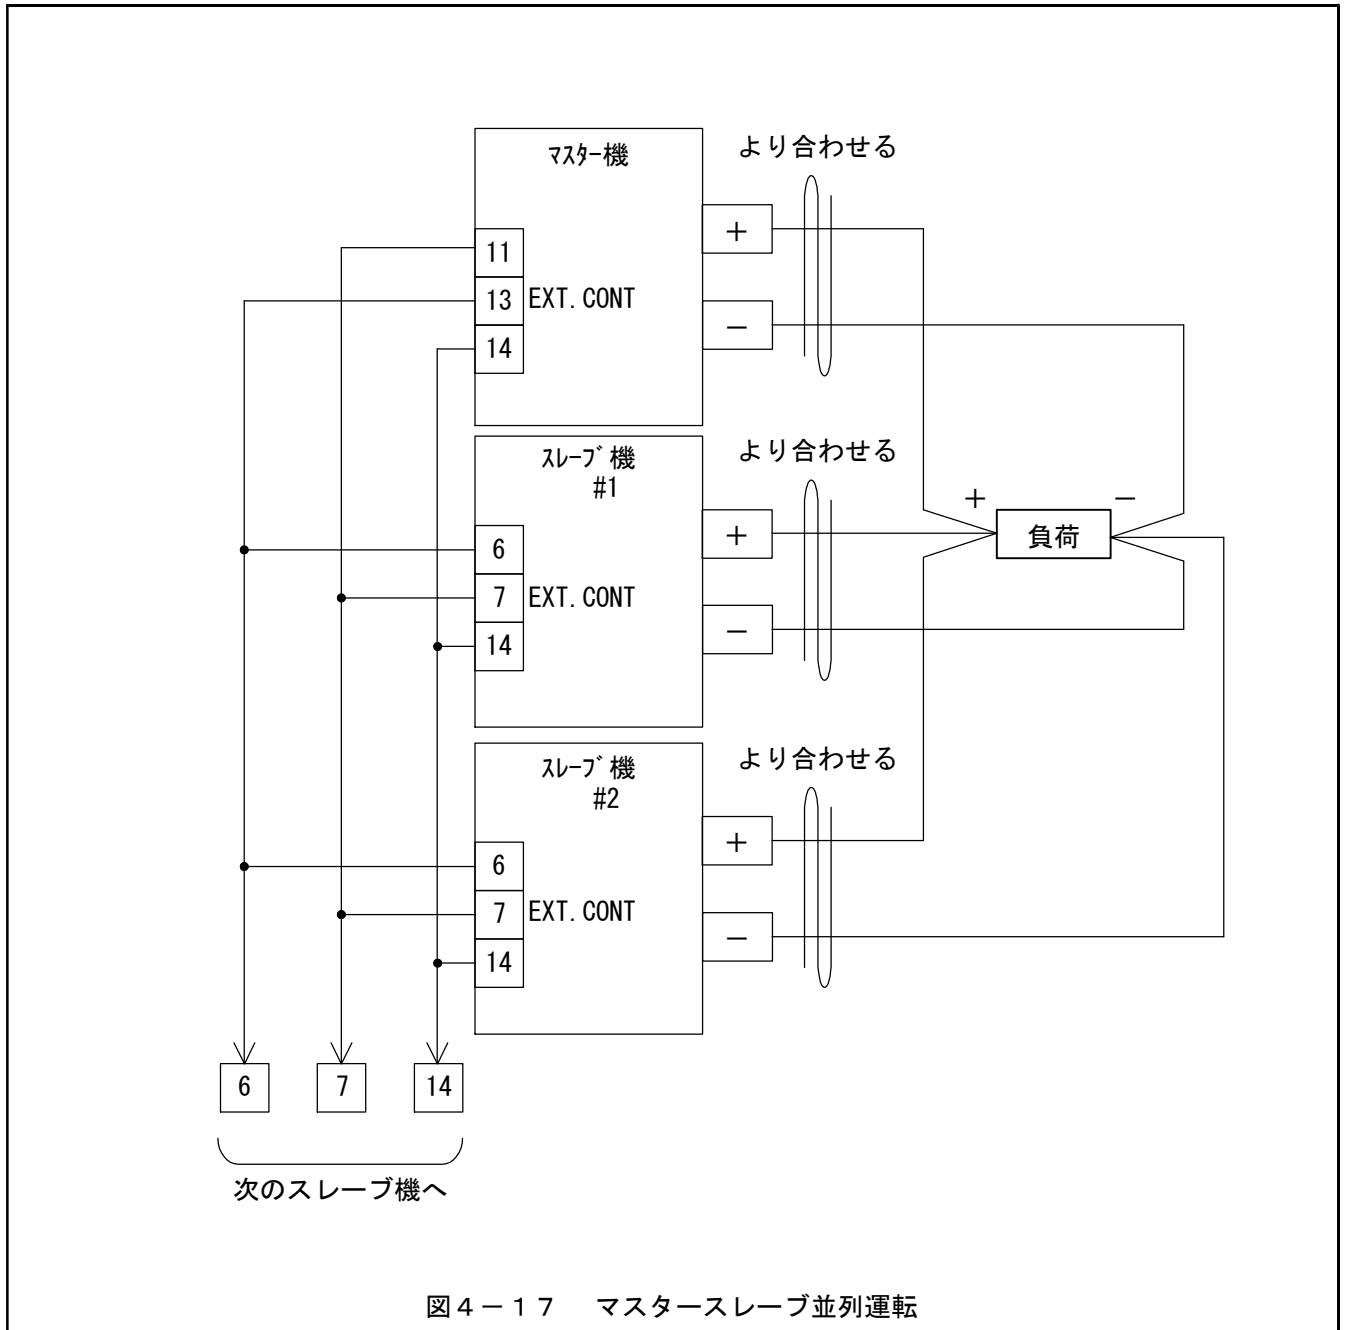 ﾏｽﾀｰ機
より合わせる
+
11
13 EXT. CONT
14
－
ｽﾚｰﾌﾞ機
#1
より合わせる
+
6
7 EXT. CONT
14
－
+
－
負荷
ｽﾚｰﾌﾞ機
#2
より合わせる
+
6
7 EXT. CONT
14
－
6 7 14
次のスレーブ機へ
図４－１７　マスタースレーブ並列運転